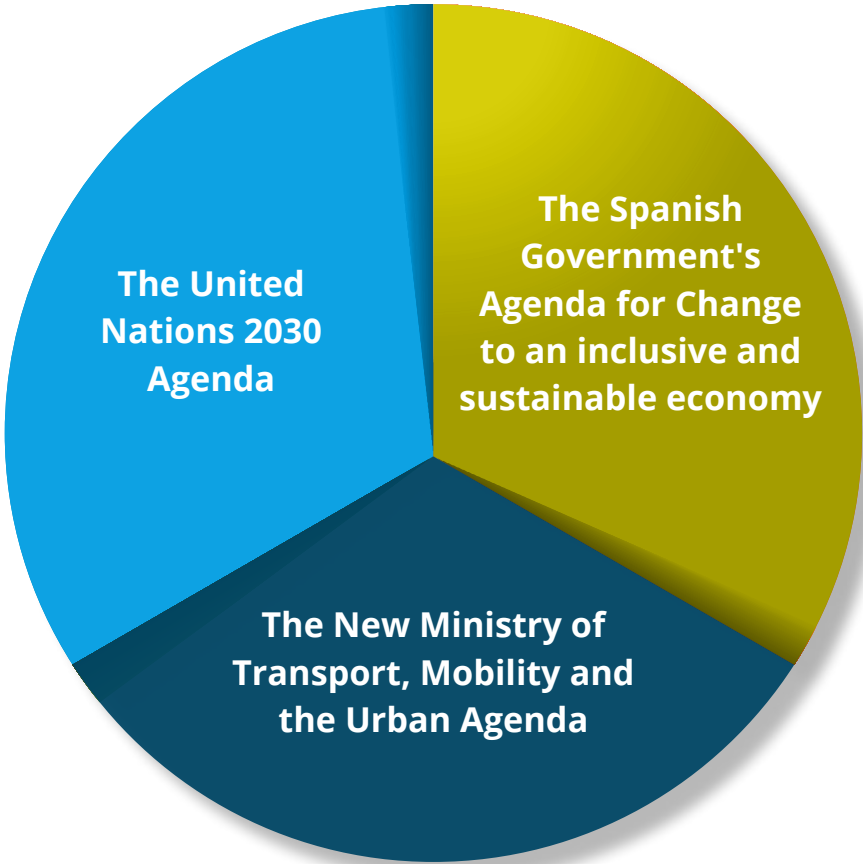 The United
Nations 2030
Agenda
The Spanish
Government's
Agenda for Change
to an inclusive and
sustainable economy
The New Ministry of
Transport, Mobility and
the Urban Agenda